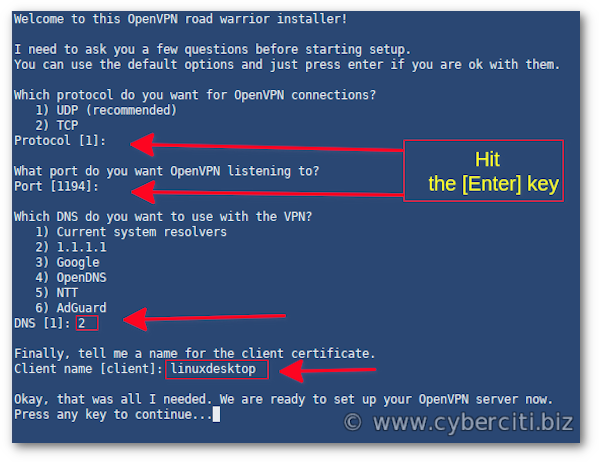 Welcome to this OpenVPN road warrior installer!
I need to ask you a few questions before starting setup.
You can use the default options and just press enter if you are ok with them.
Which protocol do you want for OpenVPN connections?
1) UDP (recommended)
2) TCP
Protocol [1]:
Hit
the [Enter] key
What port do you want OpenVPN listening to?
Port [1194]:
Which DNS do you want to use with the VPN?
1) Current system resolvers
2) 1.1.1.1
3) Google
4) OpenDNS
5) NTT
6) AdGuard
DNS [1]: 2
Finally, tell me a name for the client certificate.
Client name [client]: linuxdesktop
Okay, that was all I needed. We are ready to set up your OpenVPN server now.
Press any key to continue...
© www.cyberciti.biz